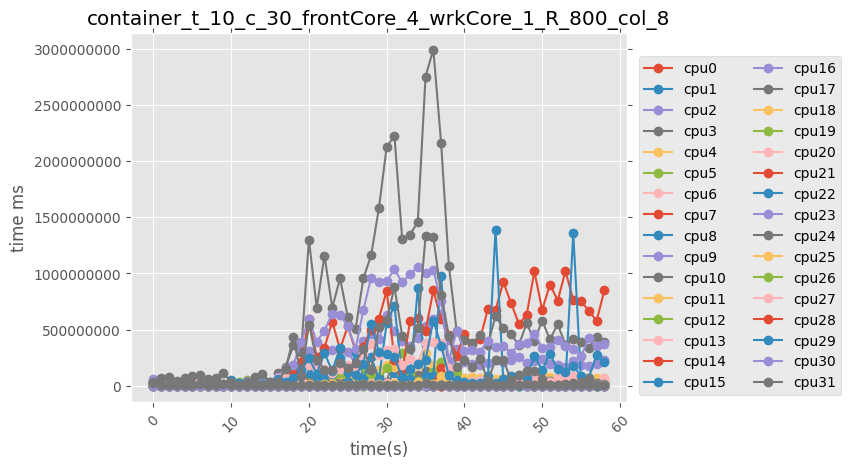 container_t_10_c_30_frontCore_4_wrkCore_1_R_800_col_8
3000000000
2500000000
2000000000
1500000000
1000000000
500000000
0
time ms
0 10 20 30 40 50 60
time(s)
cpu0 cpu16
cpu1 cpu17
cpu2 cpu18
cpu3 cpu19
cpu4 cpu20
cpu5 cpu21
cpu6 cpu22
cpu7 cpu23
cpu8 cpu24
cpu9 cpu25
cpu10 cpu26
cpu11 cpu27
cpu12 cpu28
cpu13 cpu29
cpu14 cpu30
cpu15 cpu31